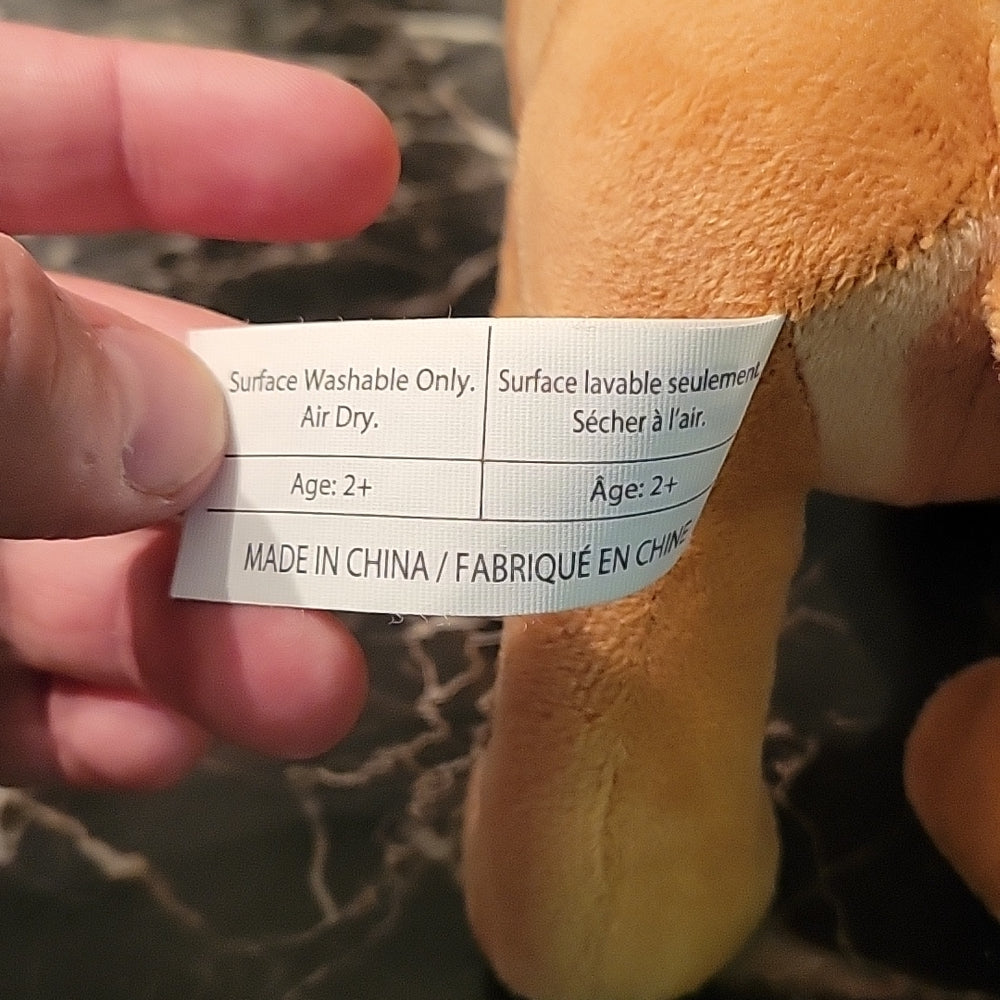 Surface Washable Only.
Air Dry.
Surface lavable seulement.
Sécher à l'air.
Age: 2+
Âge: 2+
MADE IN CHINA / FABRIQUÉ EN CHINE